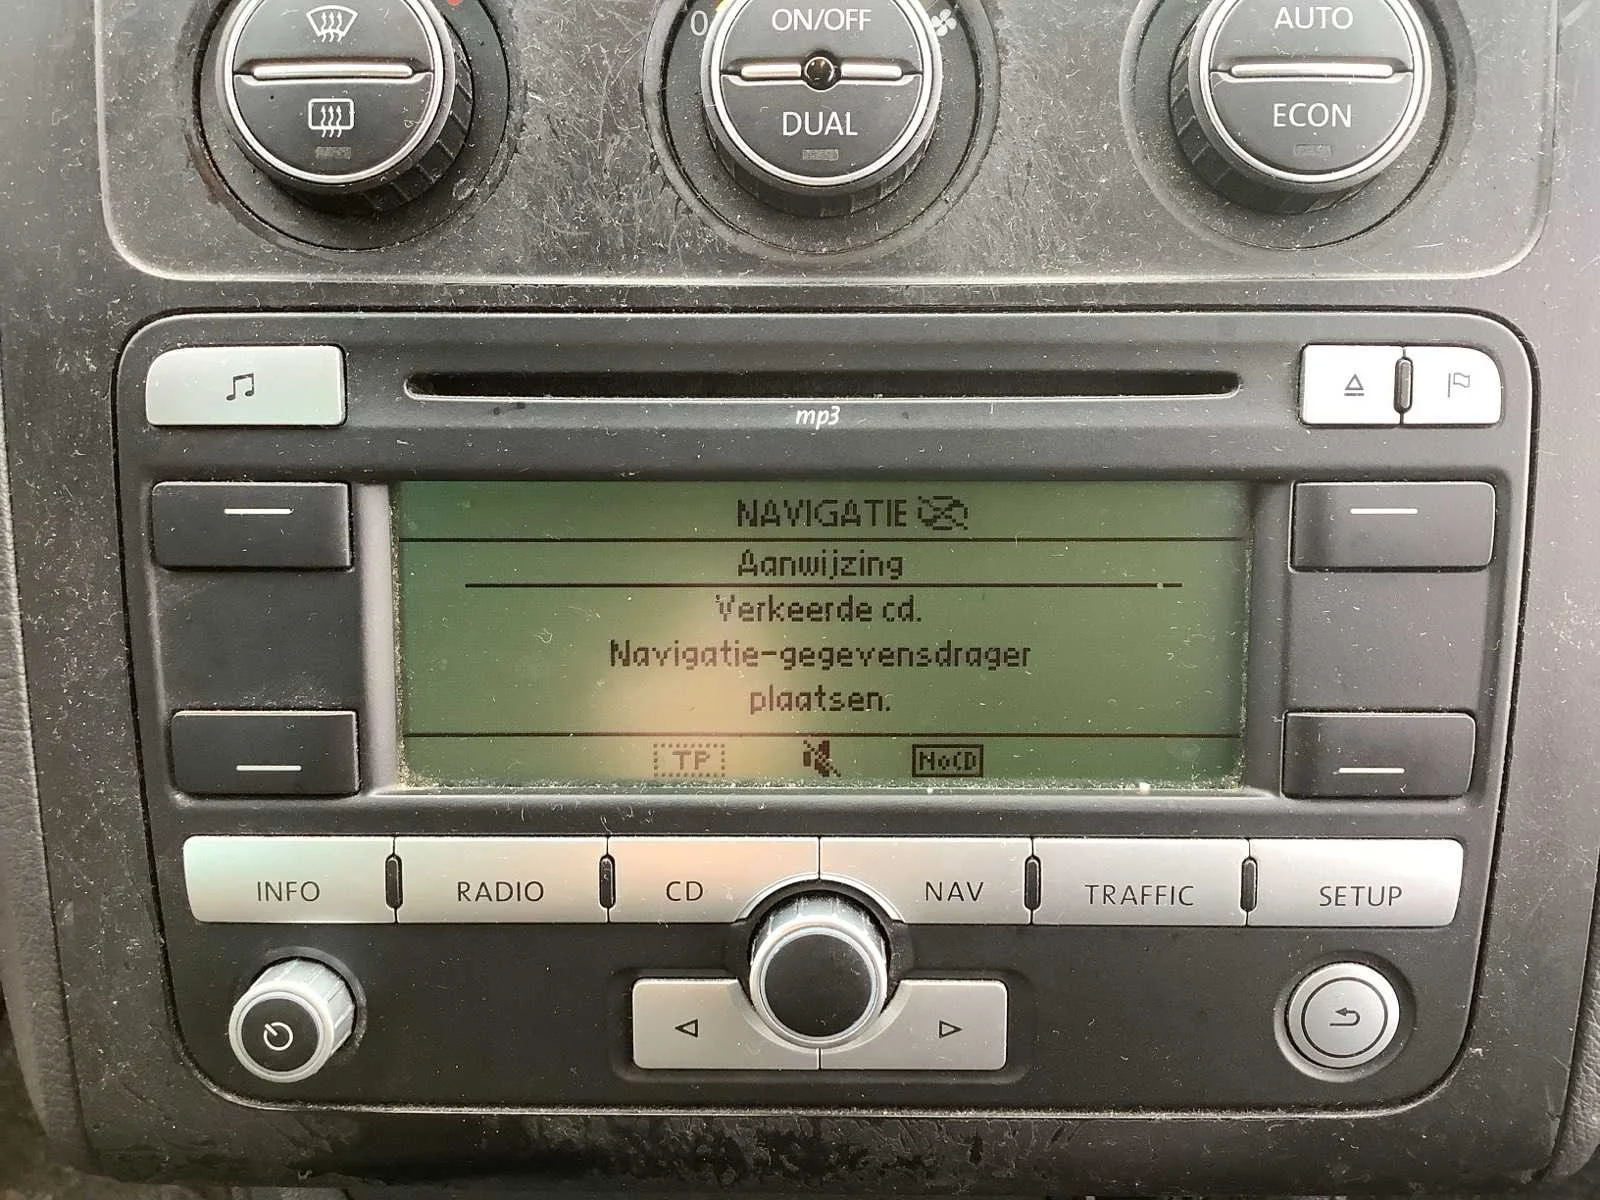 0 ON/OFF AUTO
DUAL ECON
mp3
NAVIGATIE
Aanwijzing
Verkeerde cd.
Navigatie-gegevensdrager
plaatsen.
TP NoCD
INFO RADIO CD NAV TRAFFIC SETUP